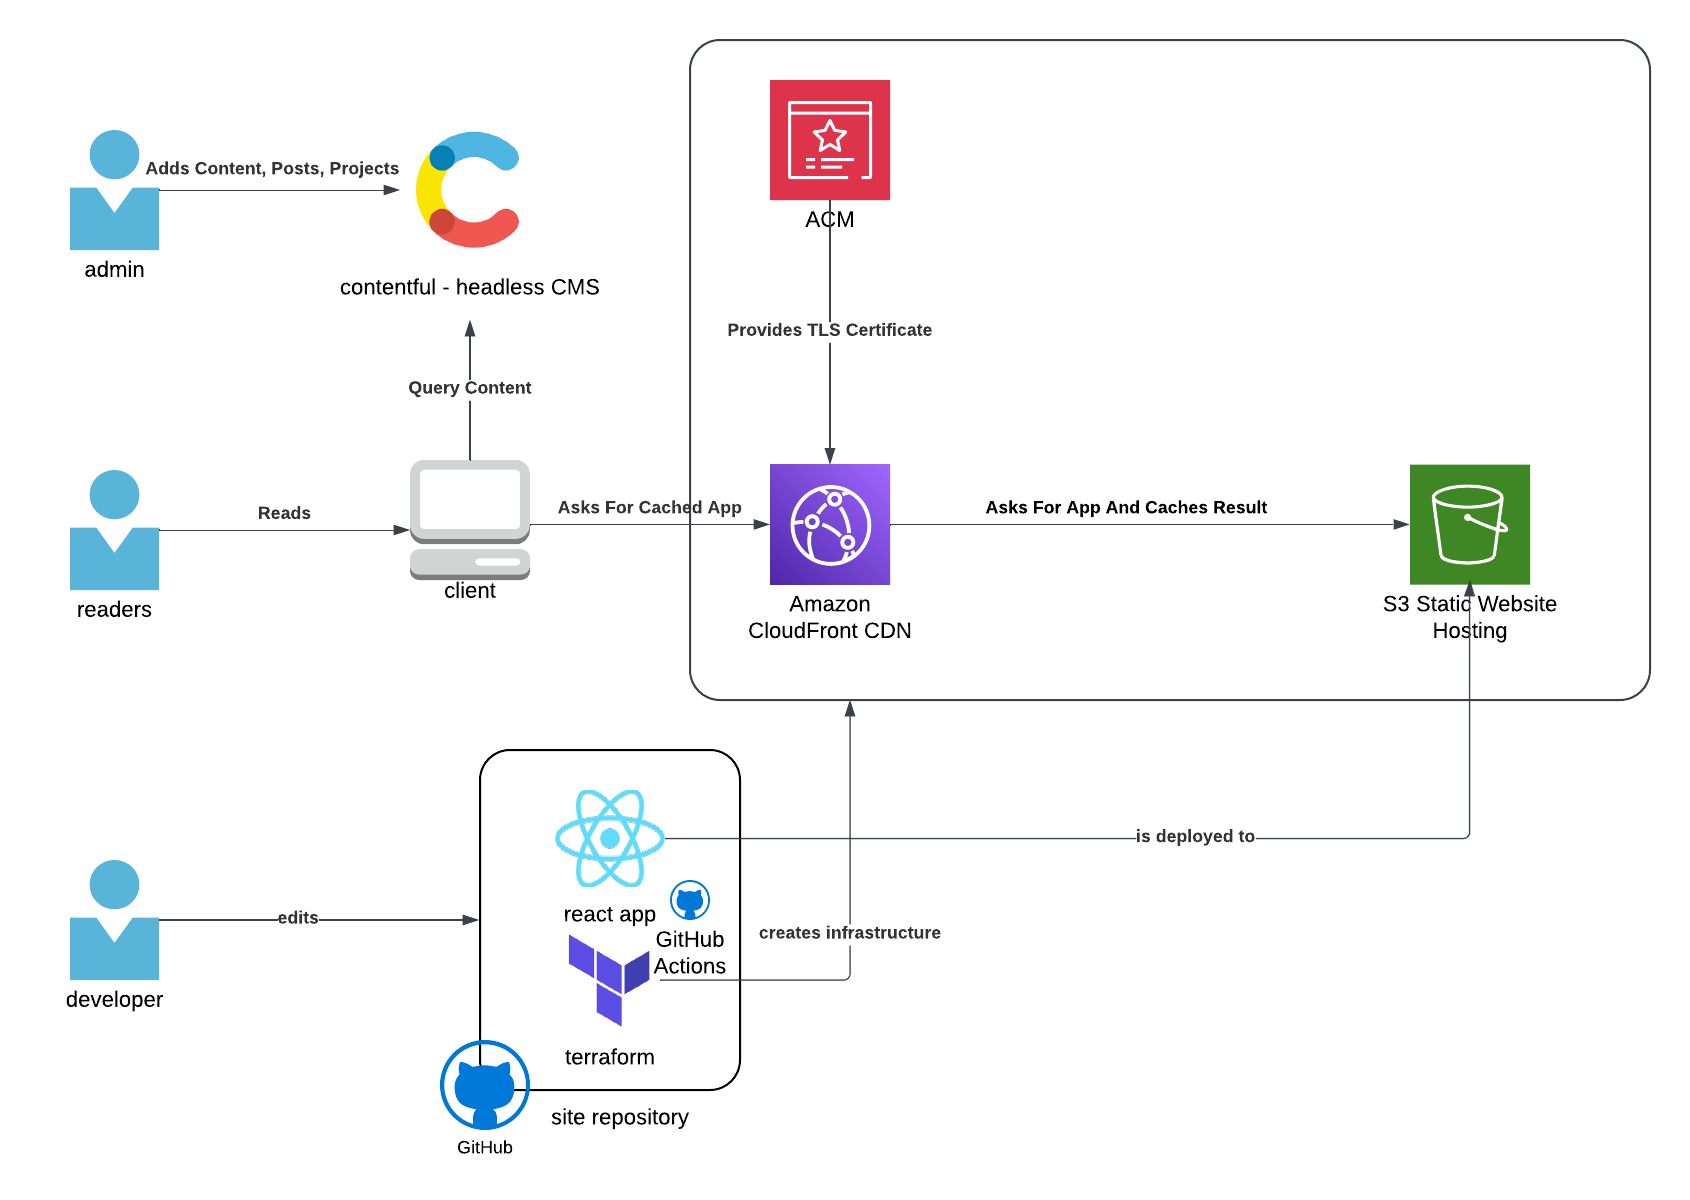 Adds Content, Posts, Projects
admin
contentful - headless CMS
ACM
Provides TLS Certificate
Query Content
Reads
readers
client
Asks For Cached App
Amazon
CloudFront CDN
Asks For App And Caches Result
S3 Static Website
Hosting
is deployed to
edits
developer
react app
GitHub
Actions
creates infrastructure
terraform
site repository
GitHub